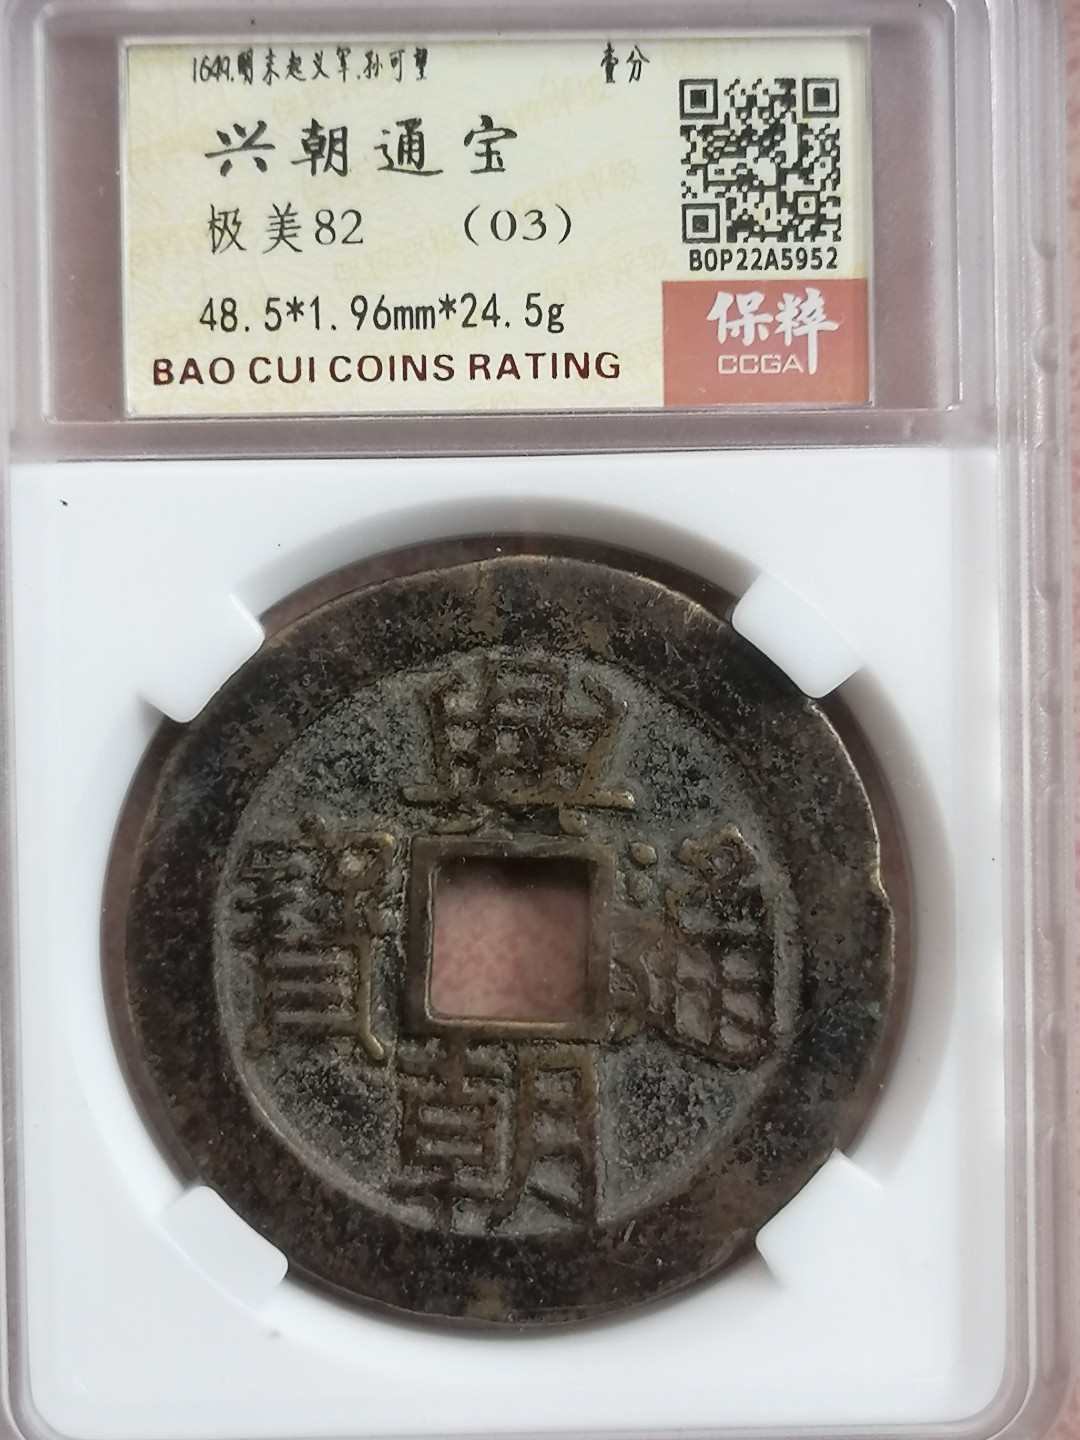 1649.明末起义军.孙可望 壹分
兴朝通宝
极美82 (03)
BOP22A5952
48.5*1.96mm*24.5g
保粹
CCGA
BAO CUI COINS RATING
興
寶 通
朝